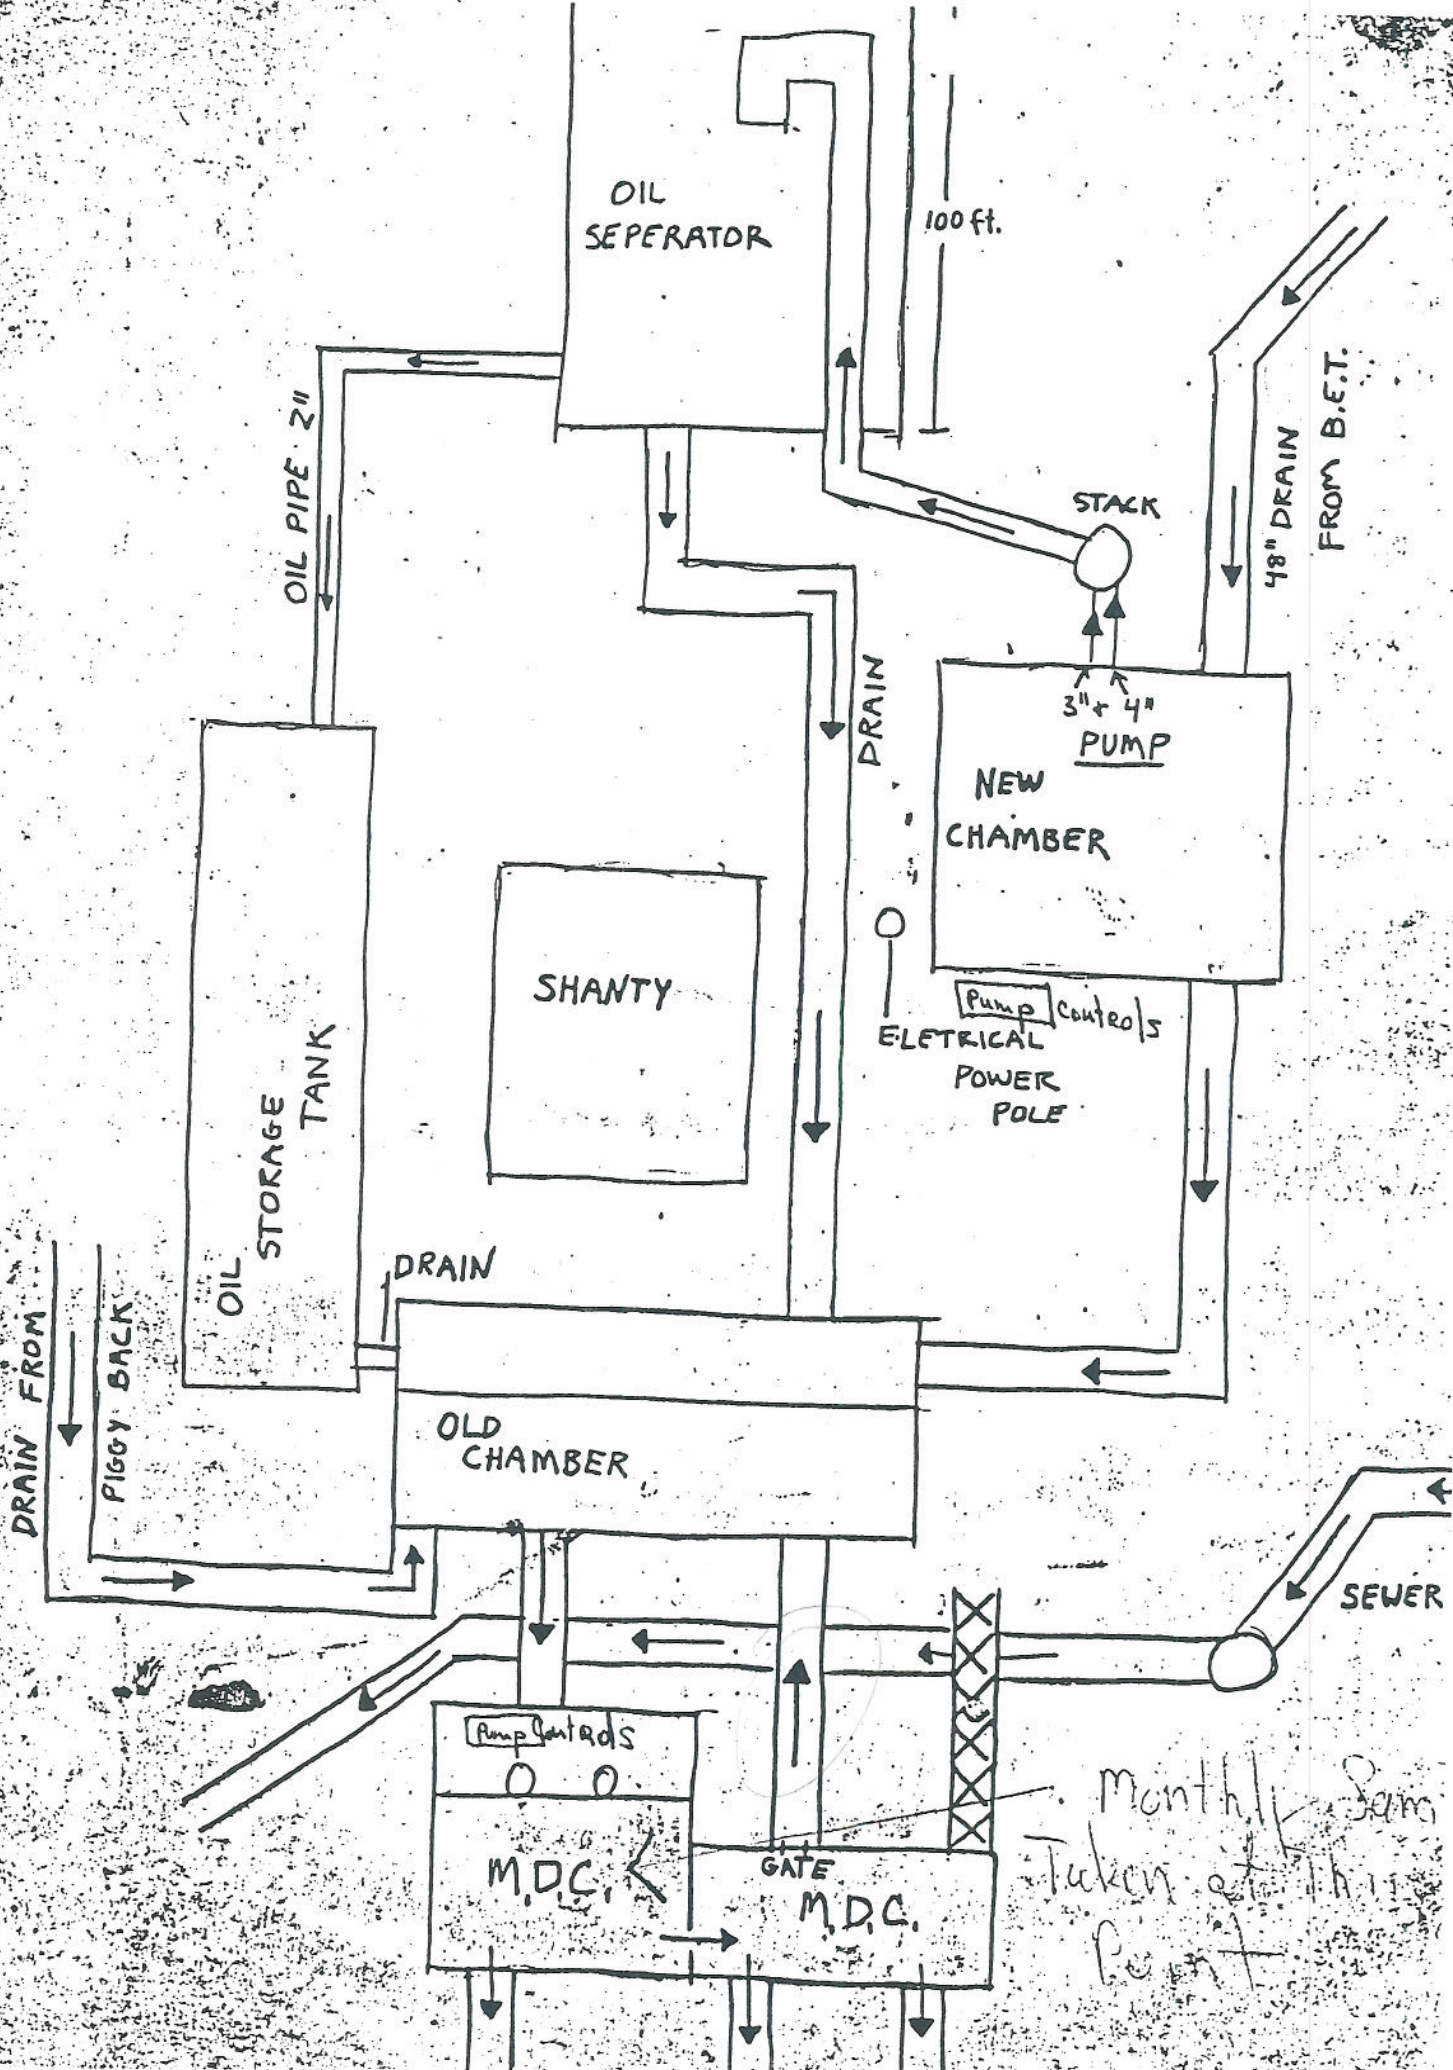 OIL
SEPERATOR
100 ft.
OIL PIPE 2"
STACK
48" DRAIN
FROM B.E.T.
DRAIN
3" & 4"
PUMP
NEW
CHAMBER
SHANTY
Pump Controls
ELETRICAL
POWER
POLE
OIL
STORAGE
TANK
DRAIN
DRAIN FROM
PIGGY BACK
OLD
CHAMBER
SEWER
Pump Controls
M.D.C.
GATE
M.D.C.
Monthly Sam
Taken at This
Point